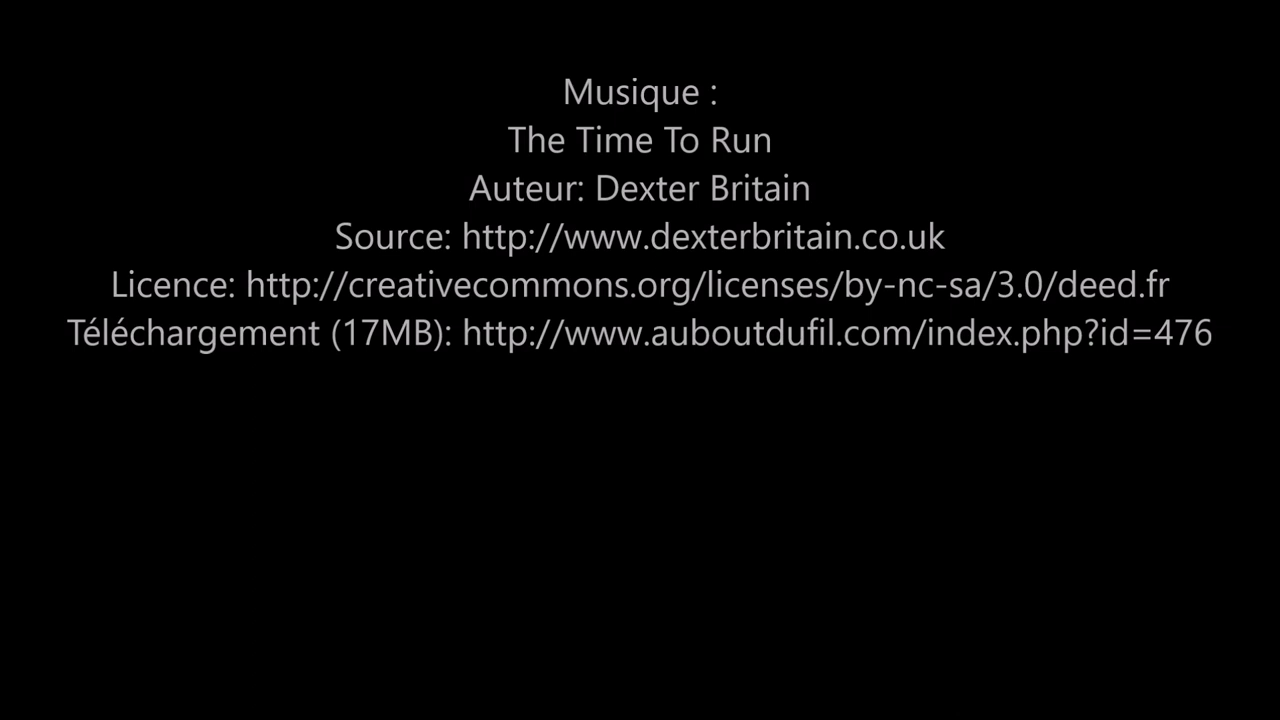 Musique :
The Time To Run
Auteur: Dexter Britain
Source: http://www.dexterbritain.co.uk
Licence: http://creativecommons.org/licenses/by-nc-sa/3.0/deed.fr
Téléchargement (17MB): http://www.auboutdufil.com/index.php?id=476